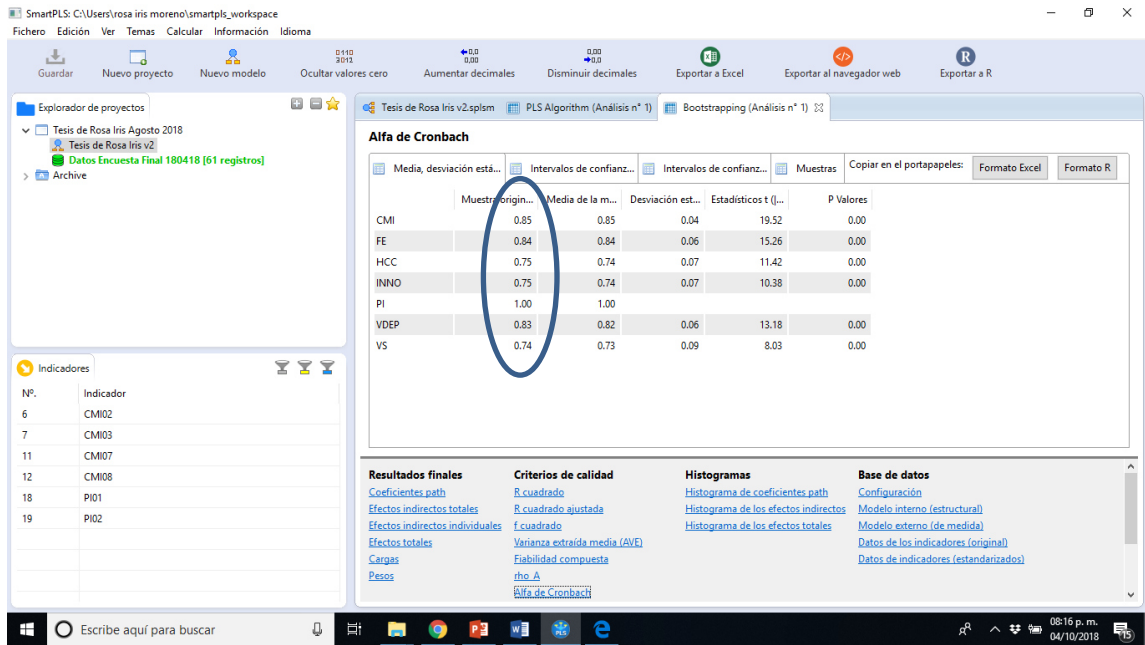 SmartPLS: C:\Users\rosa iris moreno\smartpls_workspace
Fichero Edición Ver Temas Calcular Información Idioma
Guardar Nuevo proyecto Nuevo modelo Ocultar valores cero Aumentar decimales Disminuir decimales Exportar a Excel Exportar al navegador web Exportar a R
Explorador de proyectos
Tesis de Rosa Iris Agosto 2018
Tesis de Rosa Iris v2
Datos Encuesta Final 180418 [61 registros]
Archive
Indicadores
Nº. Indicador
6 CMI02
7 CMI03
11 CMI07
12 CMI08
18 PI01
19 PI02
Tesis de Rosa Iris v2.splsm PLS Algorithm (Análisis n° 1) Bootstrapping (Análisis n° 1)
Alfa de Cronbach
Media, desviación está... Intervalos de confianz... Intervalos de confianz... Muestras Copiar en el portapapeles: Formato Excel Formato R
Muestra origin... Media de la m... Desviación est... Estadísticos t (|... P Valores
CMI 0.85 0.85 0.04 19.52 0.00
FE 0.84 0.84 0.06 15.26 0.00
HCC 0.75 0.74 0.07 11.42 0.00
INNO 0.75 0.74 0.07 10.38 0.00
PI 1.00 1.00
VDEP 0.83 0.82 0.06 13.18 0.00
VS 0.74 0.73 0.09 8.03 0.00
Resultados finales Criterios de calidad Histogramas Base de datos
Coeficientes path R cuadrado Histograma de coeficientes path Configuración
Efectos indirectos totales R cuadrado ajustada Histograma de los efectos indirectos Modelo interno (estructural)
Efectos indirectos individuales f cuadrado Histograma de los efectos totales Modelo externo (de medida)
Efectos totales Varianza extraída media (AVE) Datos de los indicadores (original)
Cargas Fiabilidad compuesta Datos de indicadores (estandarizados)
Pesos rho_A
Alfa de Cronbach
Escribe aquí para buscar
08:16 p. m.
04/10/2018